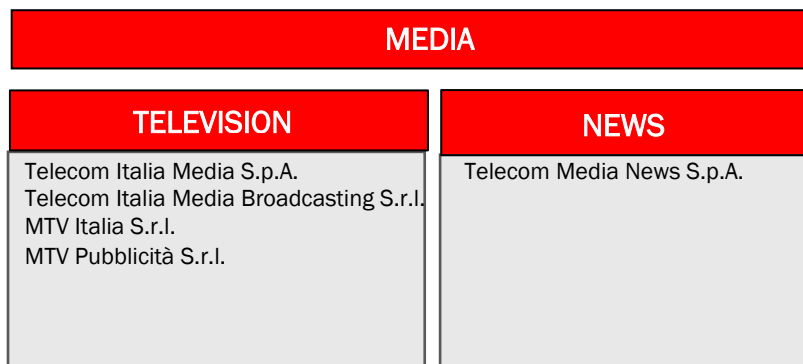 MEDIA
TELEVISION
Telecom Italia Media S.p.A.
Telecom Italia Media Broadcasting S.r.l.
MTV Italia S.r.l.
MTV Pubblicità S.r.l.
NEWS
Telecom Media News S.p.A.